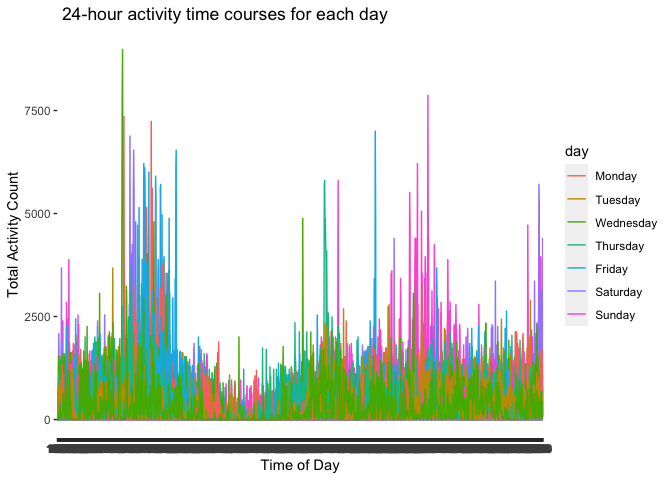 24-hour activity time courses for each day
Total Activity Count
7500
5000
2500
0
Time of Day
day
Monday
Tuesday
Wednesday
Thursday
Friday
Saturday
Sunday